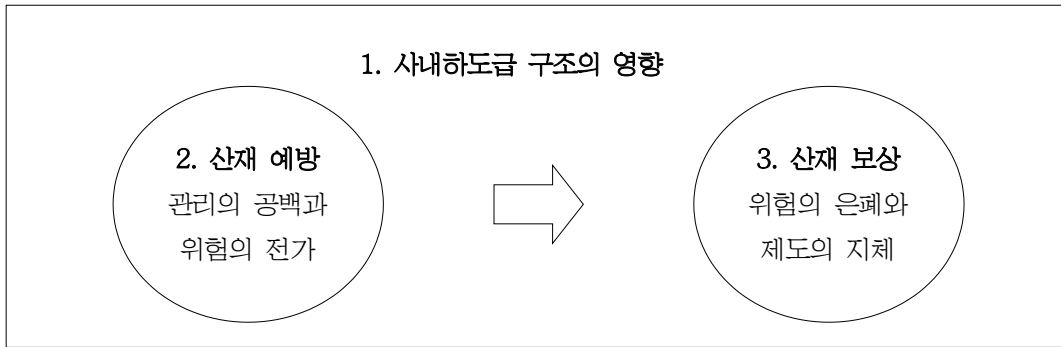 1. 사내하도급 구조의 영향
2. 산재 예방
관리의 공백과
위험의 전가
3. 산재 보상
위험의 은폐와
제도의 지체